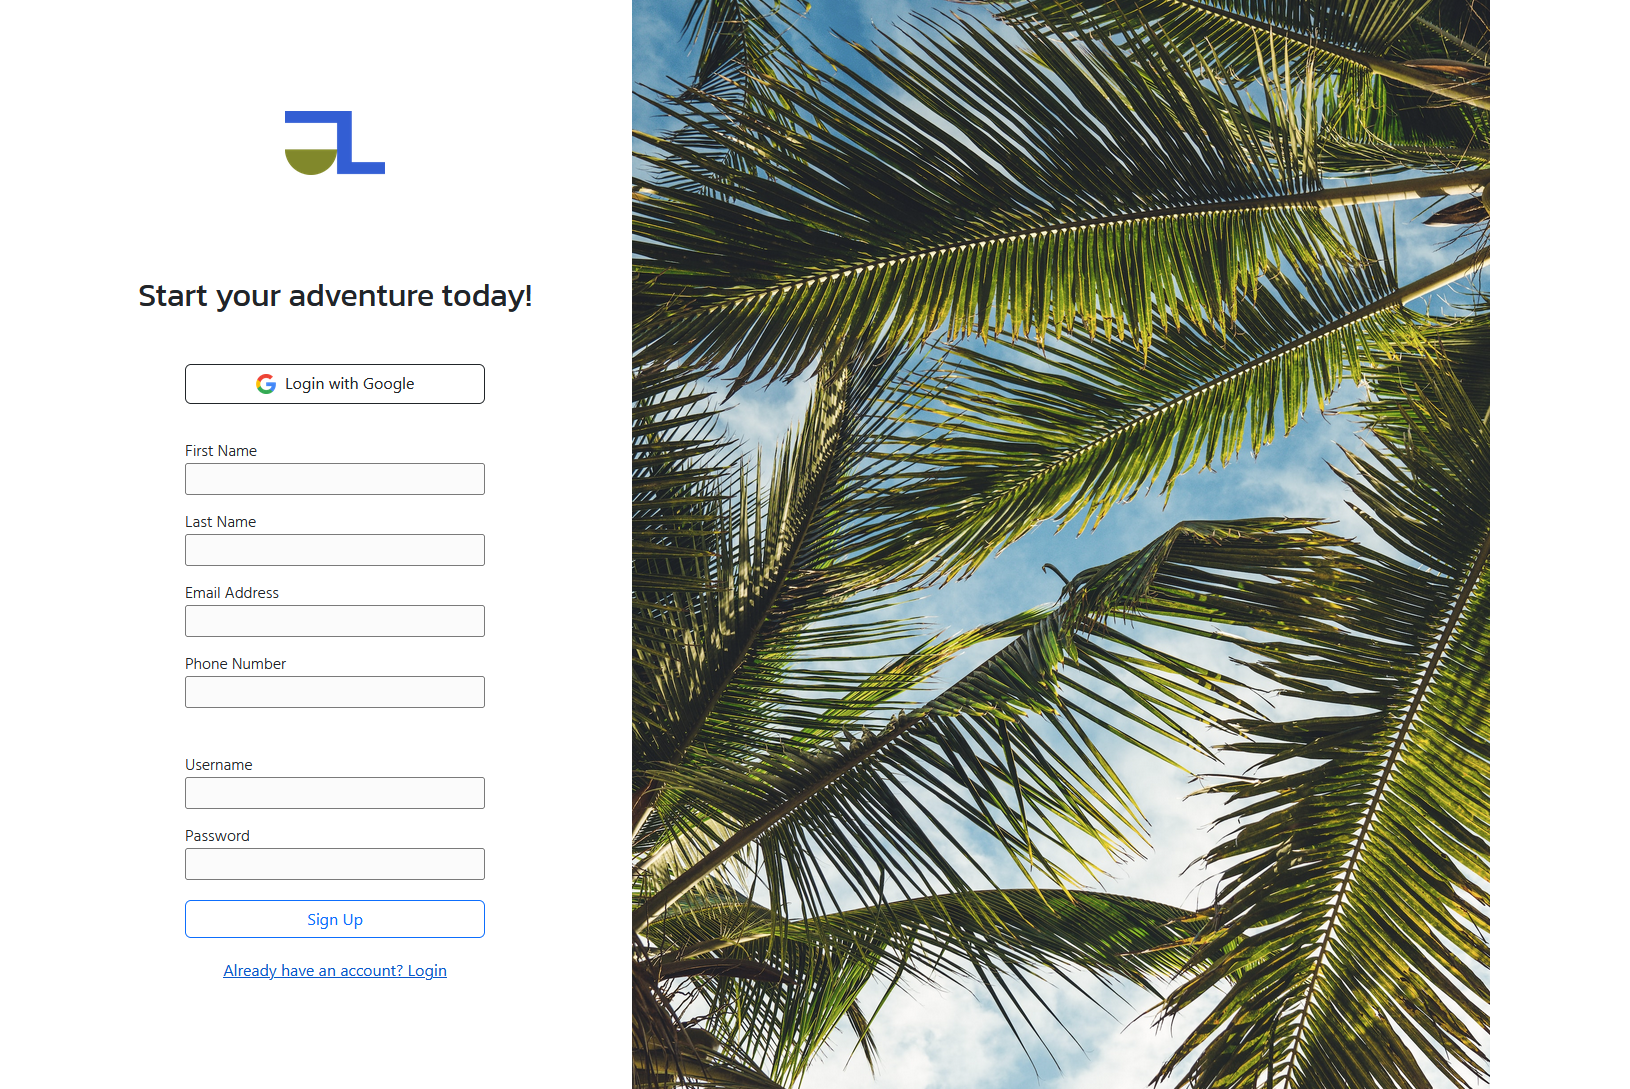 Start your adventure today!
Login with Google
First Name
Last Name
Email Address
Phone Number
Username
Password
Sign Up
Already have an account? Login